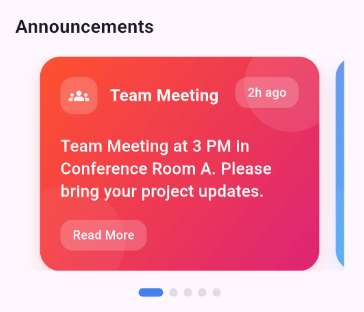 Announcements
Team Meeting
2h ago
Team Meeting at 3 PM in
Conference Room A. Please
bring your project updates.
Read More